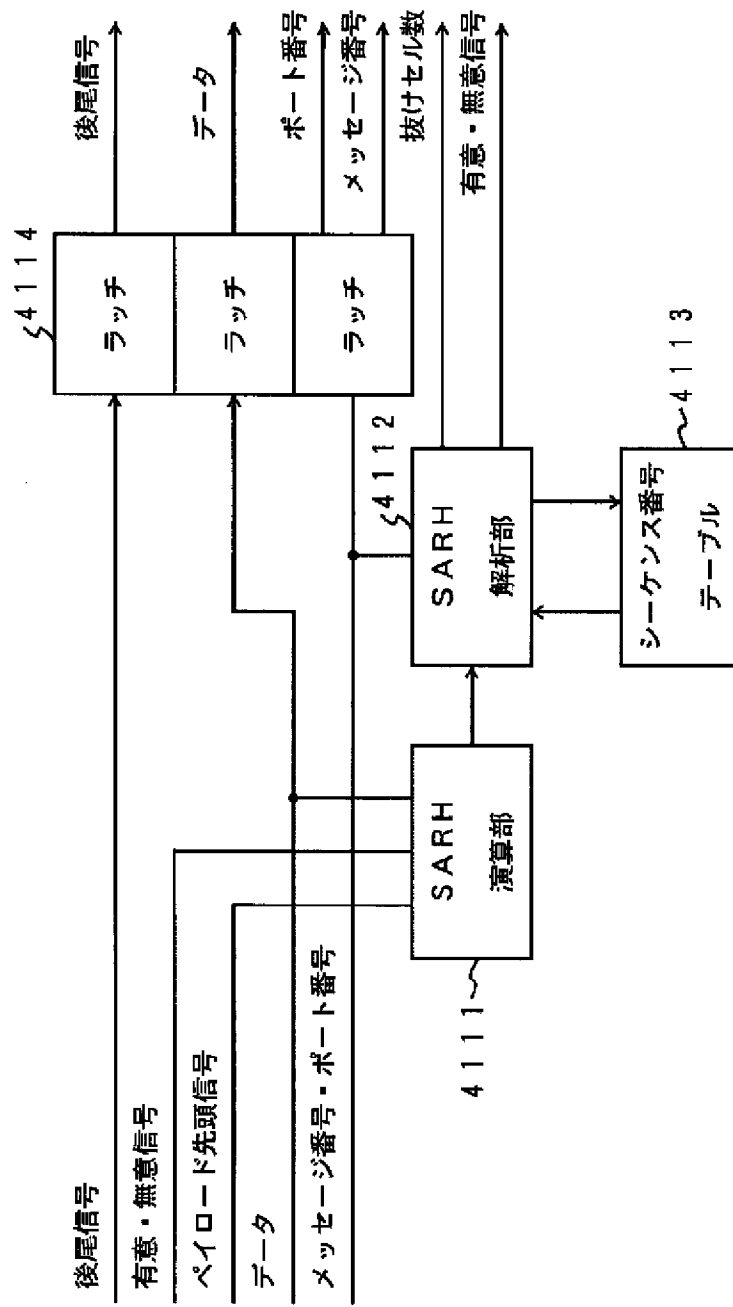 後尾信号
有意・無意信号
ペイロード先頭信号
データ
メッセージ番号・ポート番号
4111
SARH
演算部
4112
SARH
解析部
シーケンス番号
テーブル
4113
4114
ラッチ
ラッチ
ラッチ
後尾信号
データ
ポート番号
メッセージ番号
抜けセル数
有意・無意信号